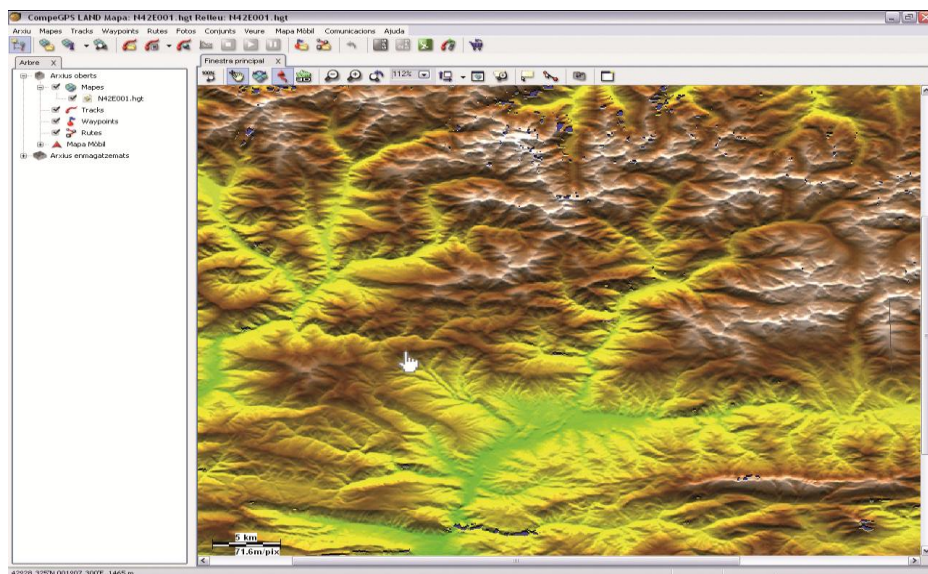 CompeGPS LAND Mapa: N42E001.hgt Relleu: N42E001.hgt
Arxiu Mapes Tracks Waypoints Rutes Fotos Conjunts Veure Mapa Mòbil Comunicacions Ajuda
Arbre X
Finestra principal X
112%
Arxius oberts
Mapes
N42E001.hgt
Tracks
Waypoints
Rutes
Mapa Mòbil
Arxius enmagatzemats
5 km
71.6m/pix